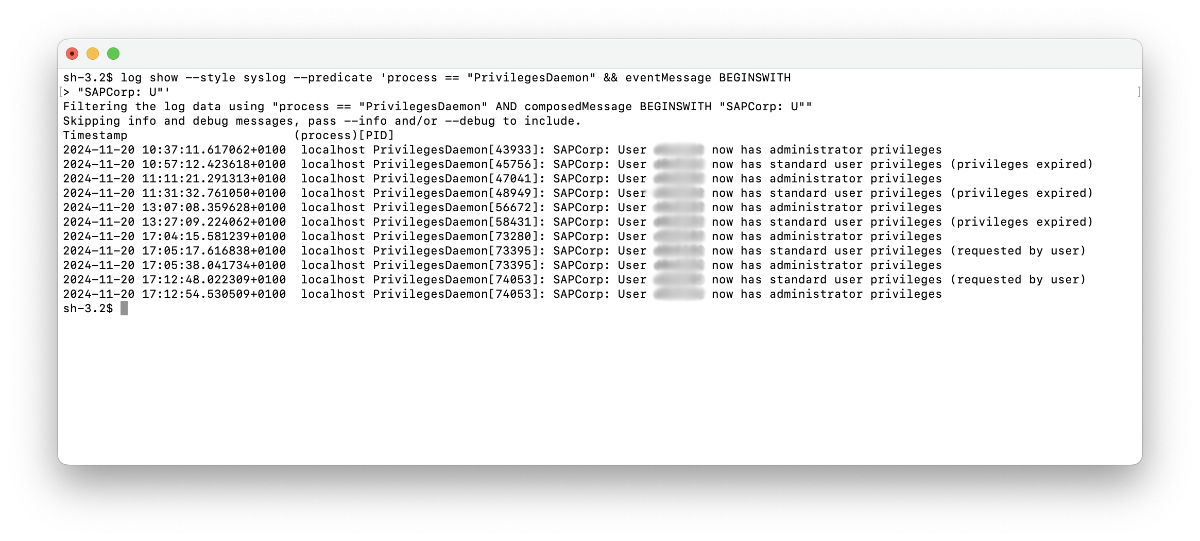 sh-3.2$ log show --style syslog --predicate 'process == "PrivilegesDaemon" && eventMessage BEGINSWITH
[> "SAPCorp: U"' ]
Filtering the log data using "process == "PrivilegesDaemon" AND composedMessage BEGINSWITH "SAPCorp: U""
Skipping info and debug messages, pass --info and/or --debug to include.
Timestamp                       (process)[PID]
2024-11-20 10:37:11.617062+0100  localhost PrivilegesDaemon[43933]: SAPCorp: User now has administrator privileges
2024-11-20 10:57:12.423618+0100  localhost PrivilegesDaemon[45756]: SAPCorp: User now has standard user privileges (privileges expired)
2024-11-20 11:11:21.291313+0100  localhost PrivilegesDaemon[47041]: SAPCorp: User now has administrator privileges
2024-11-20 11:31:32.761050+0100  localhost PrivilegesDaemon[48949]: SAPCorp: User now has standard user privileges (privileges expired)
2024-11-20 13:07:08.359628+0100  localhost PrivilegesDaemon[56672]: SAPCorp: User now has administrator privileges
2024-11-20 13:27:09.224062+0100  localhost PrivilegesDaemon[58431]: SAPCorp: User now has standard user privileges (privileges expired)
2024-11-20 17:04:15.581239+0100  localhost PrivilegesDaemon[73280]: SAPCorp: User now has administrator privileges
2024-11-20 17:05:17.616838+0100  localhost PrivilegesDaemon[73395]: SAPCorp: User now has standard user privileges (requested by user)
2024-11-20 17:05:38.041734+0100  localhost PrivilegesDaemon[73395]: SAPCorp: User now has administrator privileges
2024-11-20 17:12:48.022309+0100  localhost PrivilegesDaemon[74053]: SAPCorp: User now has standard user privileges (requested by user)
2024-11-20 17:12:54.530509+0100  localhost PrivilegesDaemon[74053]: SAPCorp: User now has administrator privileges
sh-3.2$